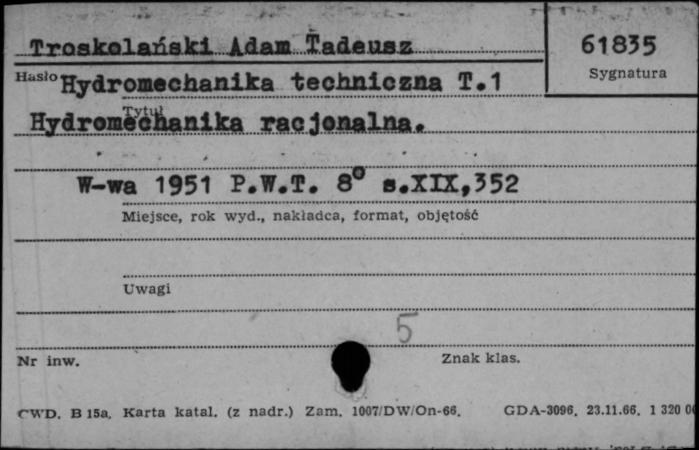 Troskolański Adam Tadeusz
61835
Hasło
Sygnatura
Hydromechanika techniczna T.1
Tytuł
Hydromechanika racjonalna.
W-wa 1951 P.W.T. 8° s.XIX,352
Miejsce, rok wyd., nakładca, format, objętość
Uwagi
5
Nr inw.
Znak klas.
CWD. B 15a. Karta katal. (z nadr.) Zam. 1007/DW/On-66. GDA-3096. 23.11.66. 1 320